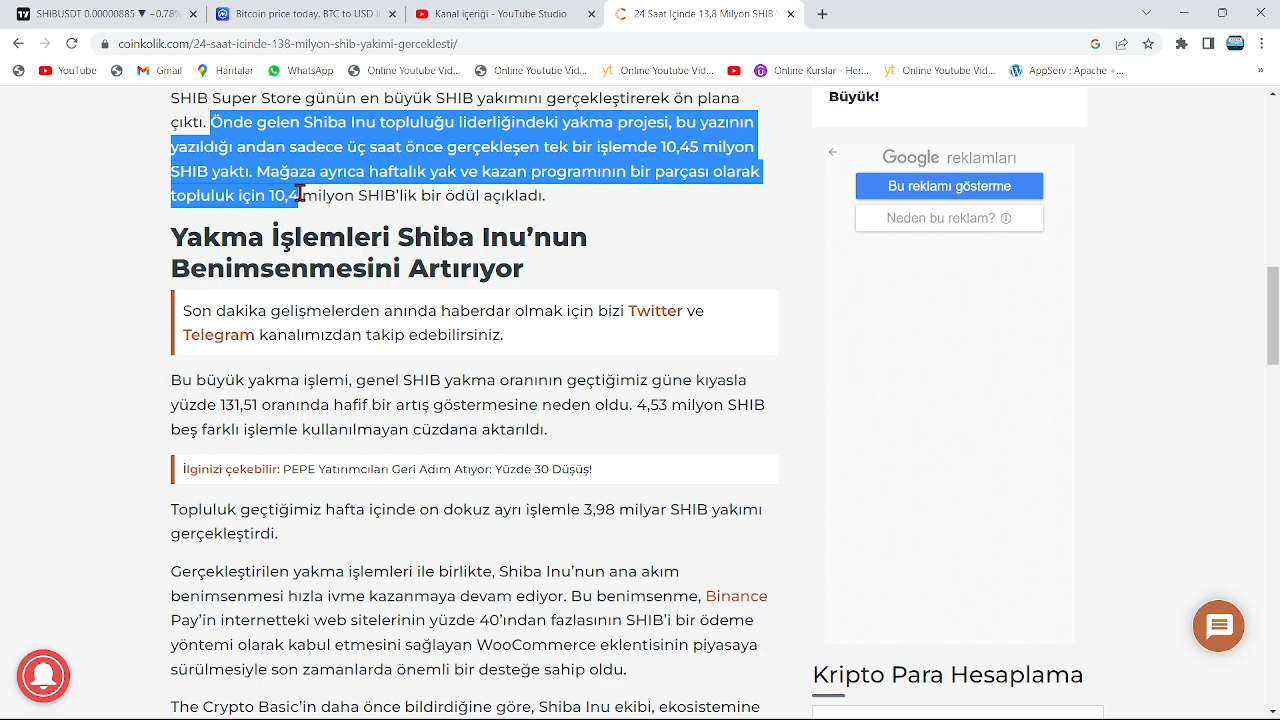 SHIBUSDT 0.00000885 ▼ −0.78%
Bitcoin price today, BTC to USD l
Kanal içeriği - YouTube Studio
24 Saat İçinde 13,8 Milyon SHIB Y
coinkolik.com/24-saat-icinde-138-milyon-shib-yakimi-gerceklesti/
YouTube
Gmail
Haritalar
WhatsApp
Online Youtube Vid...
Online Youtube Vid...
yt Online Youtube Vid...
Online Kurslar - Her...
yt Online Youtube Vid...
AppServ : Apache +...
»
SHIB Super Store günün en büyük SHIB yakımını gerçekleştirerek ön plana
çıktı. Önde gelen Shiba Inu topluluğu liderliğindeki yakma projesi, bu yazının
yazıldığı andan sadece üç saat önce gerçekleşen tek bir işlemde 10,45 milyon
SHIB yaktı. Mağaza ayrıca haftalık yak ve kazan programının bir parçası olarak
topluluk için 10,4 milyon SHIB’lik bir ödül açıkladı.
Yakma İşlemleri Shiba Inu’nun
Benimsenmesini Artırıyor
Son dakika gelişmelerden anında haberdar olmak için bizi Twitter ve
Telegram kanalımızdan takip edebilirsiniz.
Bu büyük yakma işlemi, genel SHIB yakma oranının geçtiğimiz güne kıyasla
yüzde 131,51 oranında hafif bir artış göstermesine neden oldu. 4,53 milyon SHIB
beş farklı işlemle kullanılmayan cüzdana aktarıldı.
İlginizi çekebilir: PEPE Yatırımcıları Geri Adım Atıyor: Yüzde 30 Düşüş!
Topluluk geçtiğimiz hafta içinde on dokuz ayrı işlemle 3,98 milyar SHIB yakımı
gerçekleştirdi.
Gerçekleştirilen yakma işlemleri ile birlikte, Shiba Inu’nun ana akım
benimsenmesi hızla ivme kazanmaya devam ediyor. Bu benimsenme, Binance
Pay’in internetteki web sitelerinin yüzde 40’ından fazlasının SHIB’i bir ödeme
yöntemi olarak kabul etmesini sağlayan WooCommerce eklentisinin piyasaya
sürülmesiyle son zamanlarda önemli bir desteğe sahip oldu.
The Crypto Basic’in daha önce bildirdiğine göre, Shiba Inu ekibi, ekosistemine
Büyük!
Google reklamları
Bu reklamı gösterme
Neden bu reklam?
Kripto Para Hesaplama